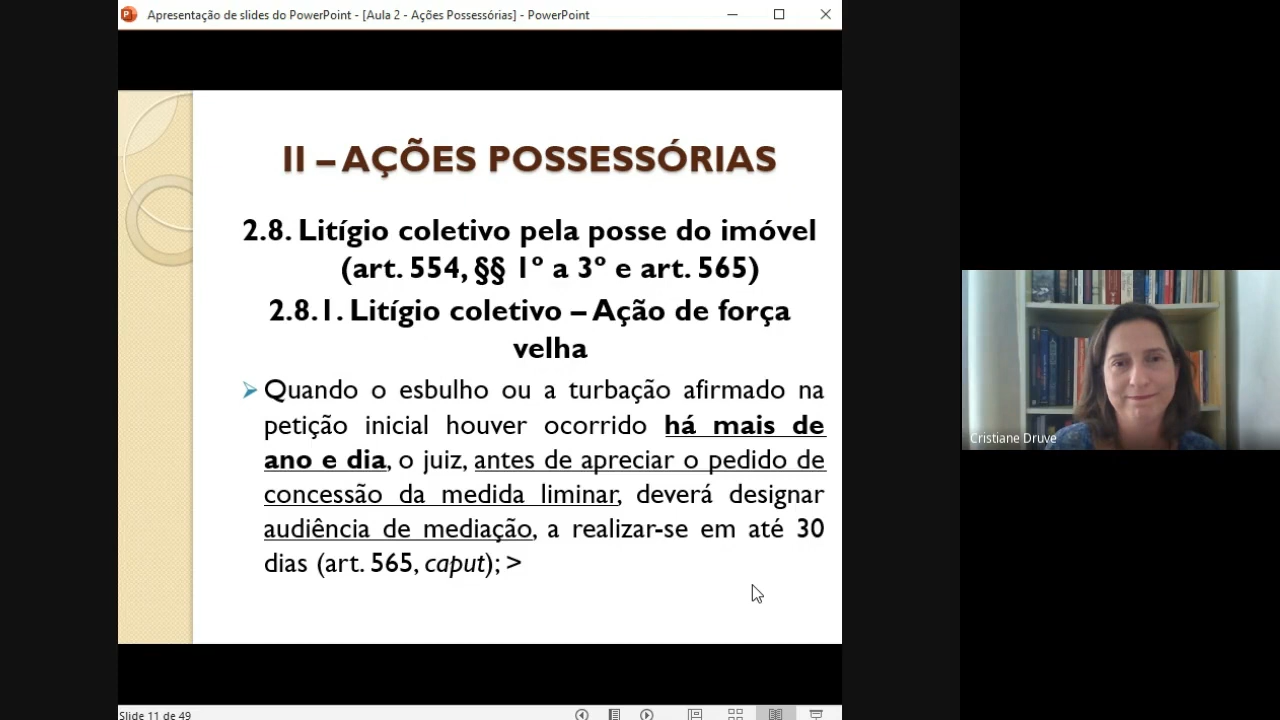 Apresentação de slides do PowerPoint - [Aula 2 - Ações Possessórias] - PowerPoint
II – AÇÕES POSSESSÓRIAS
2.8. Litígio coletivo pela posse do imóvel
(art. 554, §§ 1º a 3º e art. 565)
2.8.1. Litígio coletivo – Ação de força
velha
Quando o esbulho ou a turbação afirmado na
petição inicial houver ocorrido há mais de
ano e dia, o juiz, antes de apreciar o pedido de
concessão da medida liminar, deverá designar
audiência de mediação, a realizar-se em até 30
dias (art. 565, caput); >
Cristiane Druve
Slide 11 de 49